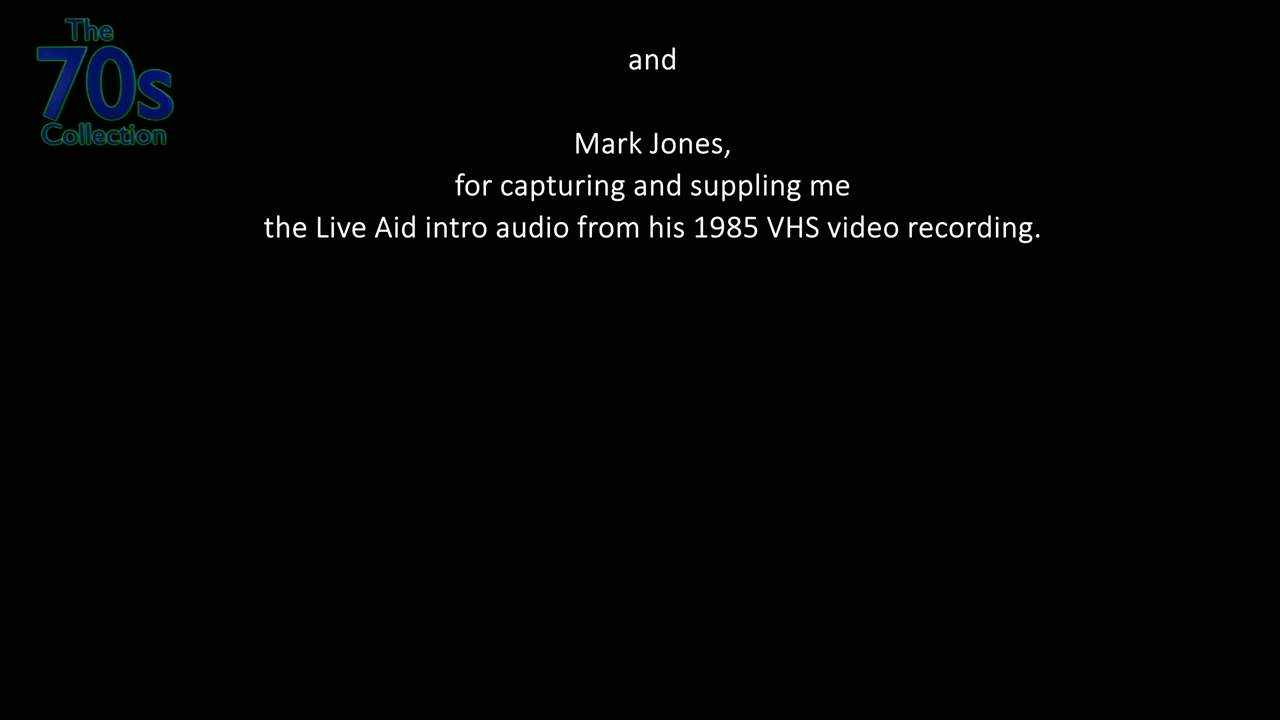 The
70s
Collection
and
Mark Jones,
for capturing and suppling me
the Live Aid intro audio from his 1985 VHS video recording.